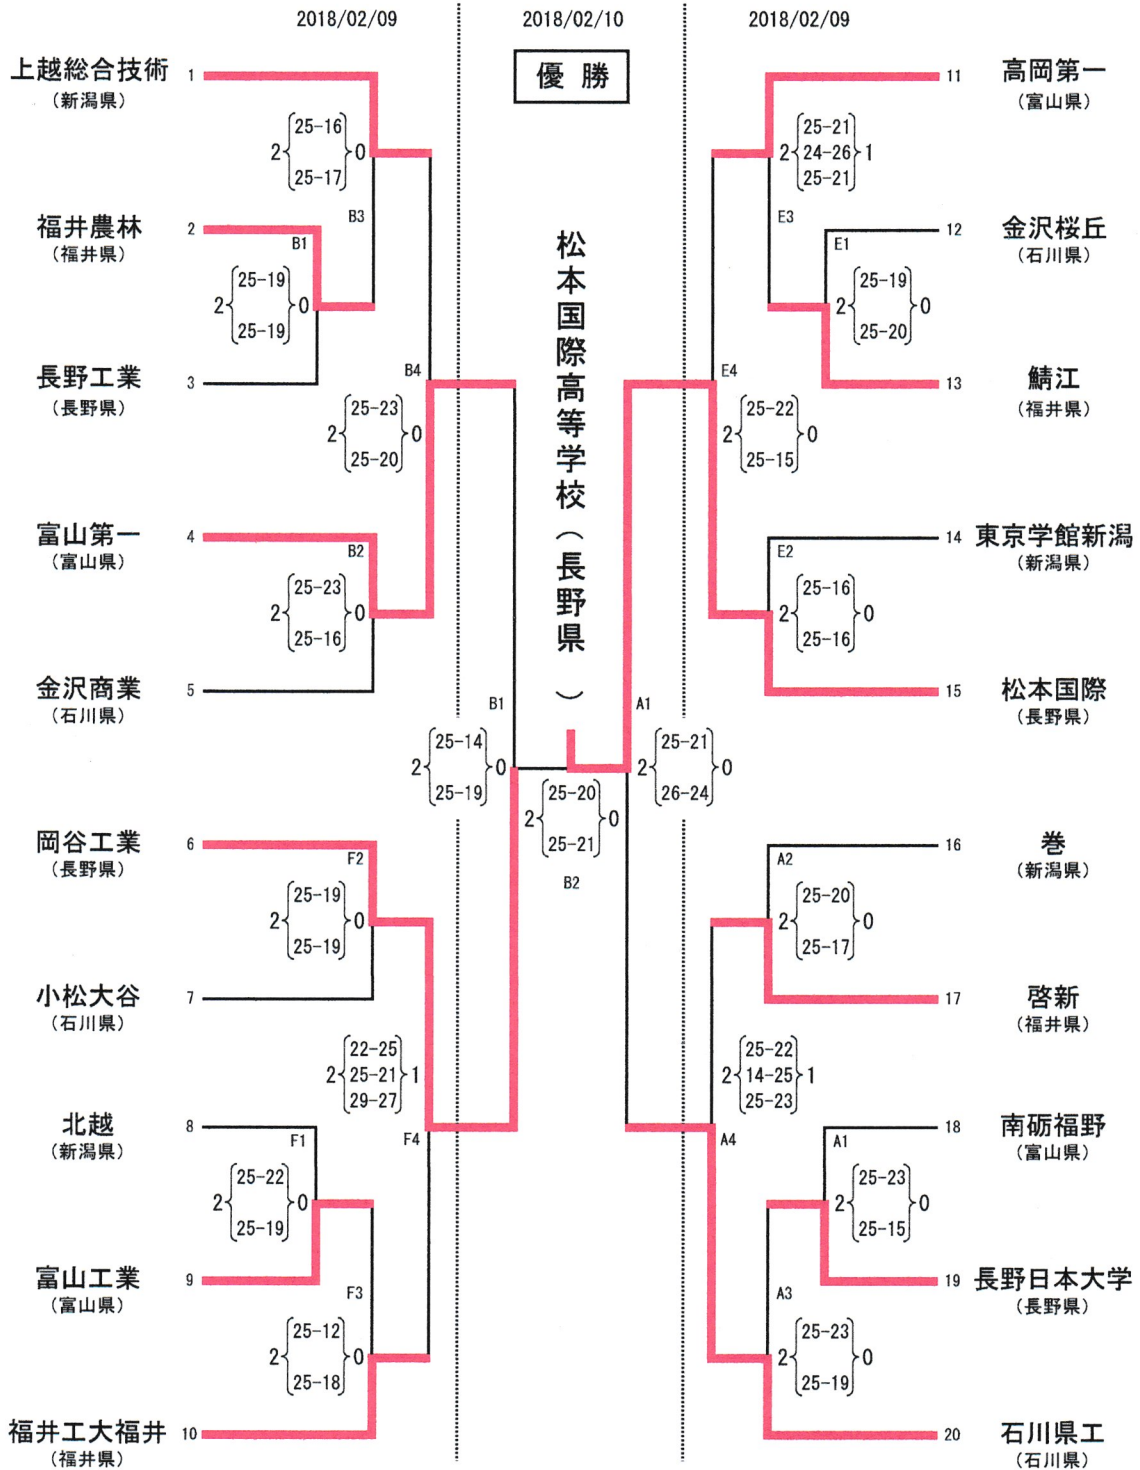 2018/02/09
2018/02/10
2018/02/09
優勝
松本国際高等学校（長野県）
上越総合技術
（新潟県）
1
25-16
2 0
25-17
B3
福井農林
（福井県）
2
B1
25-19
2 0
25-19
長野工業
（長野県）
3
B4
25-23
2 0
25-20
富山第一
（富山県）
4
B2
25-23
2 0
25-16
金沢商業
（石川県）
5
B1
25-14
2 0
25-19
岡谷工業
（長野県）
6
F2
25-19
2 0
25-19
小松大谷
（石川県）
7
22-25
2 25-21 1
29-27
F4
北越
（新潟県）
8
F1
25-22
2 0
25-19
富山工業
（富山県）
9
F3
25-12
2 0
25-18
福井工大福井
（福井県）
10
25-20
2 0
25-21
B2
高岡第一
（富山県）
11
25-21
2 24-26 1
25-21
E3
金沢桜丘
（石川県）
12
E1
25-19
2 0
25-20
鯖江
（福井県）
13
E4
25-22
2 0
25-15
東京学館新潟
（新潟県）
14
E2
25-16
2 0
25-16
松本国際
（長野県）
15
A1
25-21
2 0
26-24
巻
（新潟県）
16
A2
25-20
2 0
25-17
啓新
（福井県）
17
25-22
2 14-25 1
25-23
A4
南砺福野
（富山県）
18
A1
25-23
2 0
25-15
長野日本大学
（長野県）
19
A3
25-23
2 0
25-19
石川県工
（石川県）
20